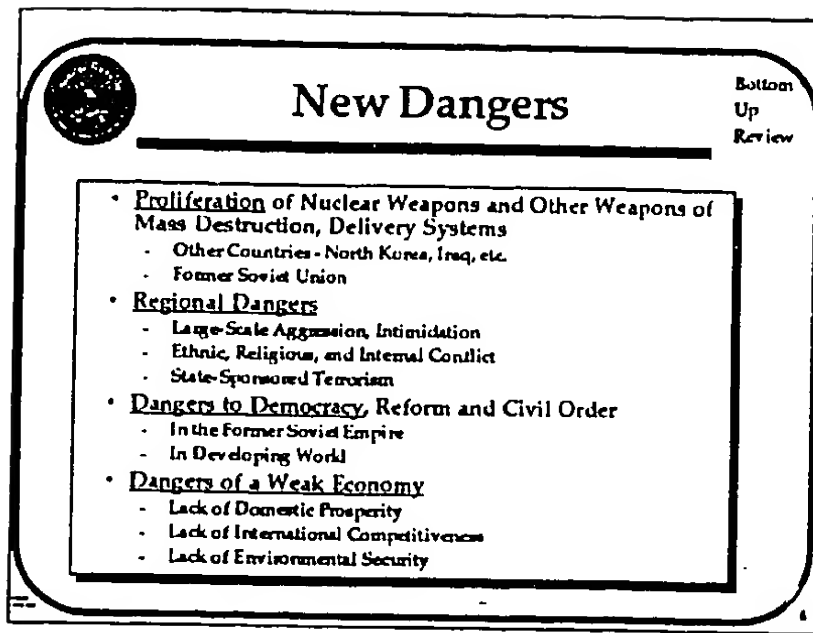 New Dangers
Bottom
Up
Review
• Proliferation of Nuclear Weapons and Other Weapons of
Mass Destruction, Delivery Systems
- Other Countries - North Korea, Iraq, etc.
- Former Soviet Union
• Regional Dangers
- Large-Scale Aggression, Intimidation
- Ethnic, Religious, and Internal Conflict
- State-Sponsored Terrorism
• Dangers to Democracy, Reform and Civil Order
- In the Former Soviet Empire
- In Developing World
• Dangers of a Weak Economy
- Lack of Domestic Prosperity
- Lack of International Competitiveness
- Lack of Environmental Security